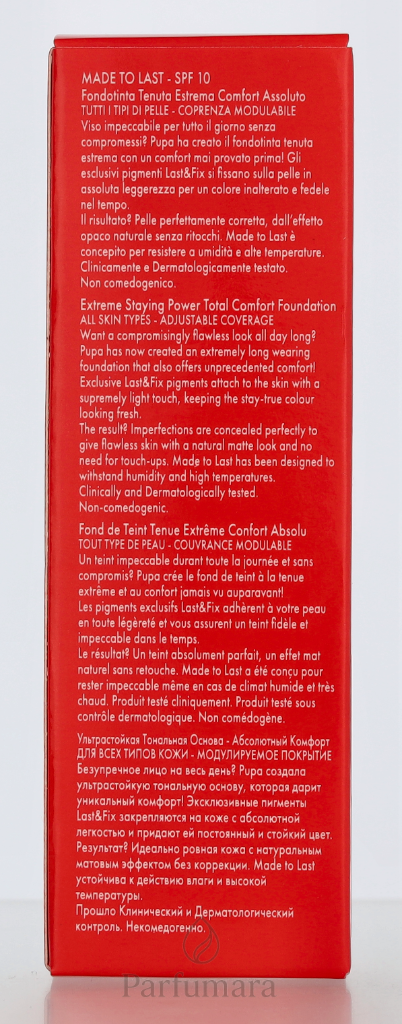 MADE TO LAST - SPF 10
Fondotinta Tenuta Estrema Comfort Assoluto
TUTTI I TIPI DI PELLE - COPRENZA MODULABILE
Viso impeccabile per tutto il giorno senza
compromessi? Pupa ha creato il fondotinta tenuta
estrema con un comfort mai provato prima! Gli
esclusivi pigmenti Last&Fix si fissano sulla pelle in
assoluta leggerezza per un colore inalterato e fedele
nel tempo.
Il risultato? Pelle perfettamente corretta, dall'effetto
opaco naturale senza ritocchi. Made to Last è
concepito per resistere a umidità e alte temperature.
Clinicamente e Dermatologicamente testato.
Non comedogenico.
Extreme Staying Power Total Comfort Foundation
ALL SKIN TYPES - ADJUSTABLE COVERAGE
Want a compromisingly flawless look all day long?
Pupa has now created an extremely long wearing
foundation that also offers unprecedented comfort!
Exclusive Last&Fix pigments attach to the skin with a
supremely light touch, keeping the stay-true colour
looking fresh.
The result? Imperfections are concealed perfectly to
give flawless skin with a natural matte look and no
need for touch-ups. Made to Last has been designed to
withstand humidity and high temperatures.
Clinically and Dermatologically tested.
Non-comedogenic.
Fond de Teint Tenue Extrême Confort Absolu
TOUT TYPE DE PEAU - COUVRANCE MODULABLE
Un teint impeccable durant toute la journée et sans
compromis? Pupa crée le fond de teint à la tenue
extrême et au confort jamais vu auparavant!
Les pigments exclusifs Last&Fix adhèrent à votre peau
en toute légèreté et vous assurent un teint fidèle et
impeccable dans le temps.
Le résultat? Un teint absolument parfait, un effet mat
naturel sans retouche. Made to Last a été conçu pour
rester impeccable même en cas de climat humide et très
chaud. Produit testé cliniquement. Produit testé sous
contrôle dermatologique. Non comédogène.
Ультрастойкая Тональная Основа - Абсолютный Комфорт
ДЛЯ ВСЕХ ТИПОВ КОЖИ - МОДУЛИРУЕМОЕ ПОКРЫТИЕ
Безупречное лицо на весь день? Pupa создала
ультрастойкую тональную основу, которая дарит
уникальный комфорт! Эксклюзивные пигменты
Last&Fix закрепляются на коже с абсолютной
легкостью и придают ей постоянный и стойкий цвет.
Результат? Идеально ровная кожа с натуральным
матовым эффектом без коррекции. Made to Last
устойчива к действию влаги и высокой
температуры.
Прошло Клинический и Дерматологический
контроль. Некомедогенно.
Parfumara